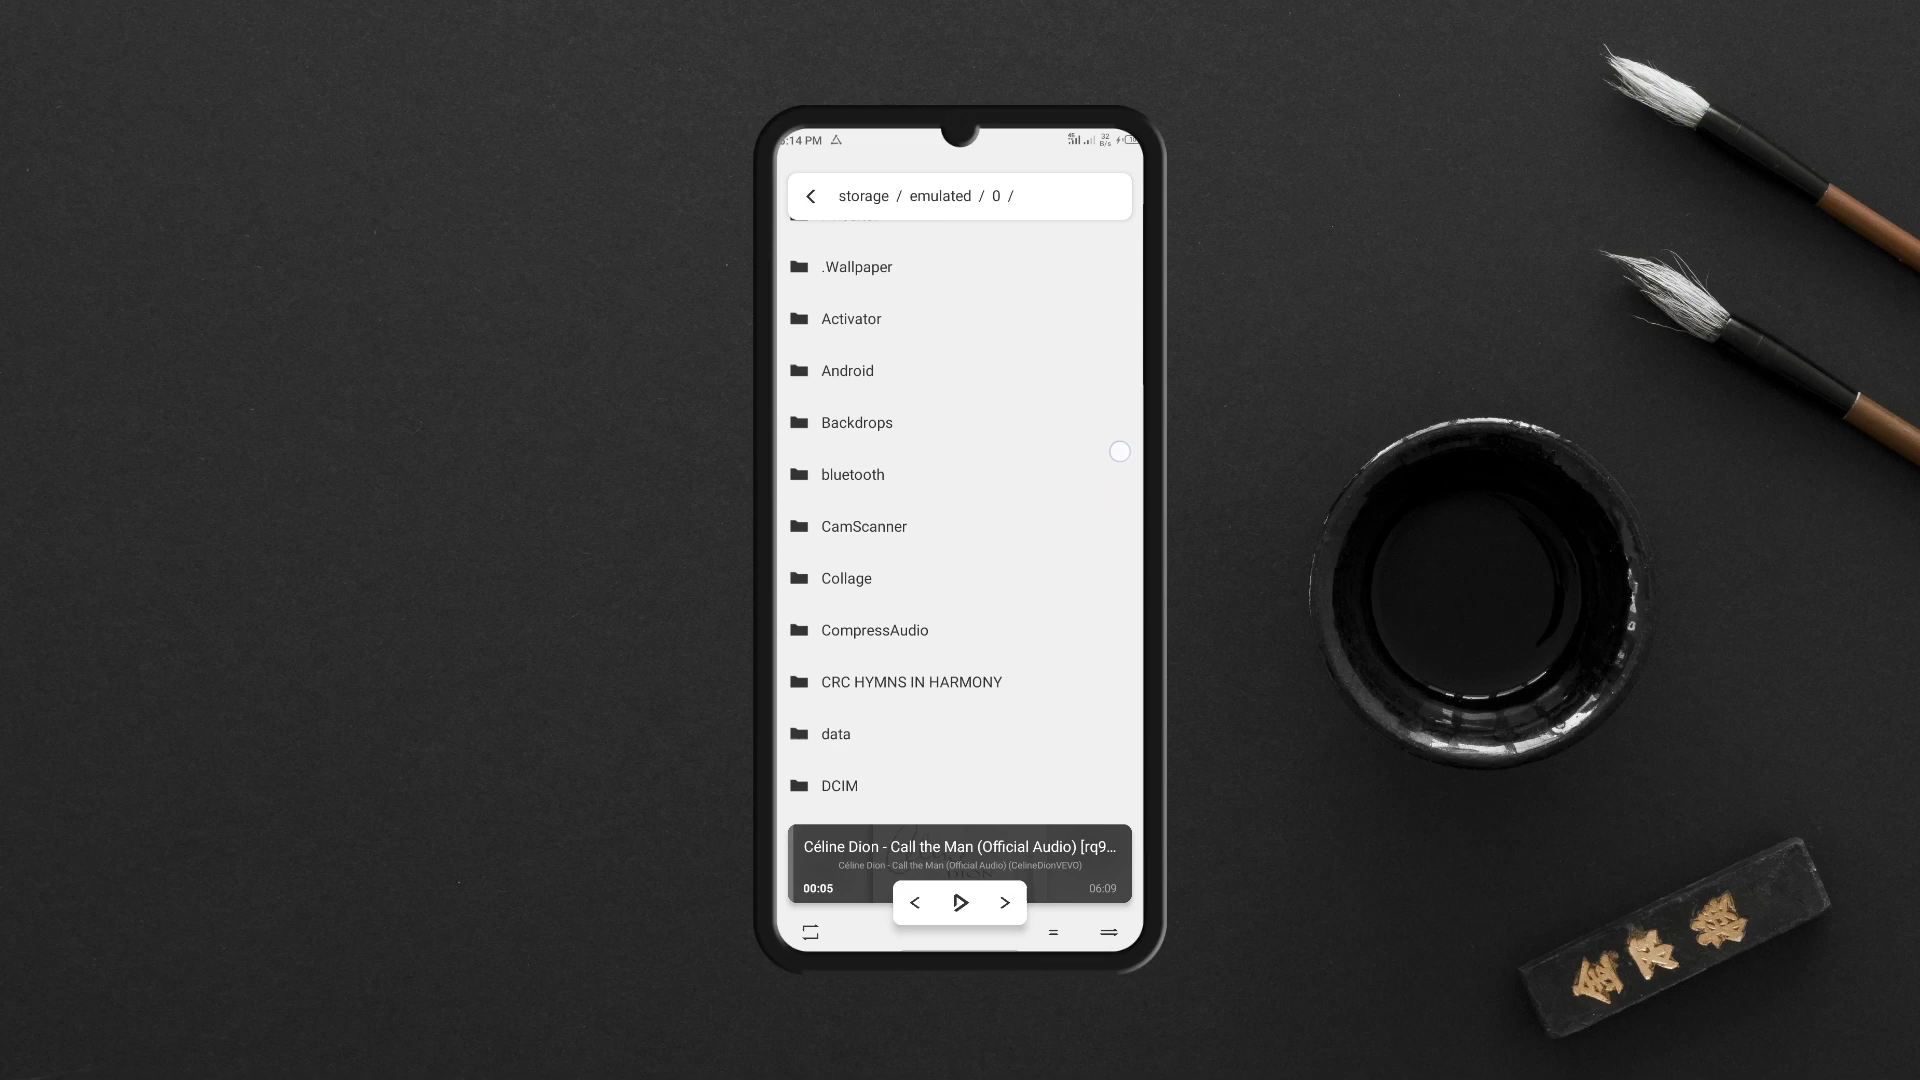 :14 PM
32
B/s
storage / emulated / 0 /
.Wallpaper
Activator
Android
Backdrops
bluetooth
CamScanner
Collage
CompressAudio
CRC HYMNS IN HARMONY
data
DCIM
Céline Dion - Call the Man (Official Audio) [rq9...
Céline Dion - Call the Man (Official Audio) (CelineDionVEVO)
00:05
06:09